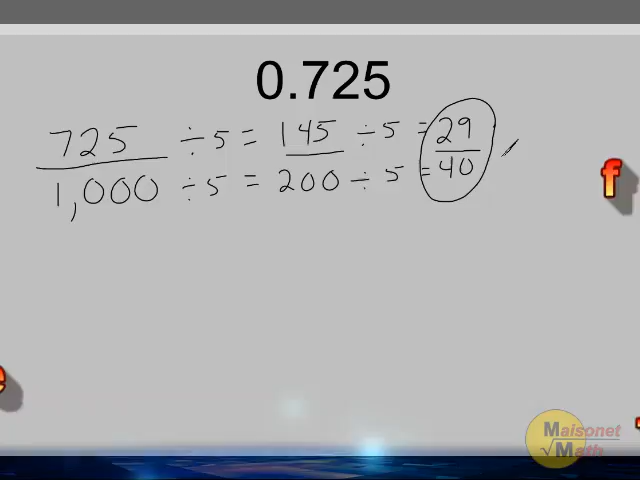 0.725
725 ÷ 5 = 145 ÷ 5 = 29
1,000 ÷ 5 = 200 ÷ 5 = 40
f
e
Maisonet
√Math